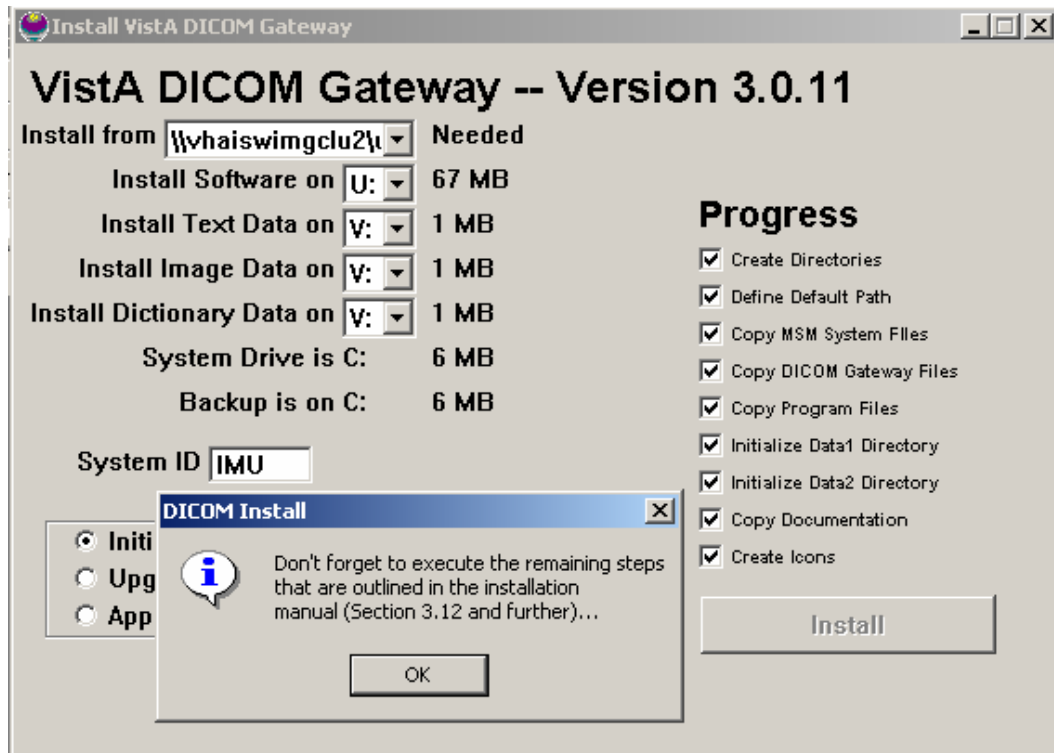 Install VistA DICOM Gateway
VistA DICOM Gateway -- Version 3.0.11
Install from \\vhaiswimgclu2\ Needed
Install Software on U: 67 MB
Install Text Data on V: 1 MB
Install Image Data on V: 1 MB
Install Dictionary Data on V: 1 MB
System Drive is C: 6 MB
Backup is on C: 6 MB
System ID IMU
Progress
Create Directories
Define Default Path
Copy MSM System FIles
Copy DICOM Gateway Files
Copy Program Files
Initialize Data1 Directory
Initialize Data2 Directory
Copy Documentation
Create Icons
Install
Initi
Upg
App
DICOM Install
Don't forget to execute the remaining steps
that are outlined in the installation
manual (Section 3.12 and further)...
OK